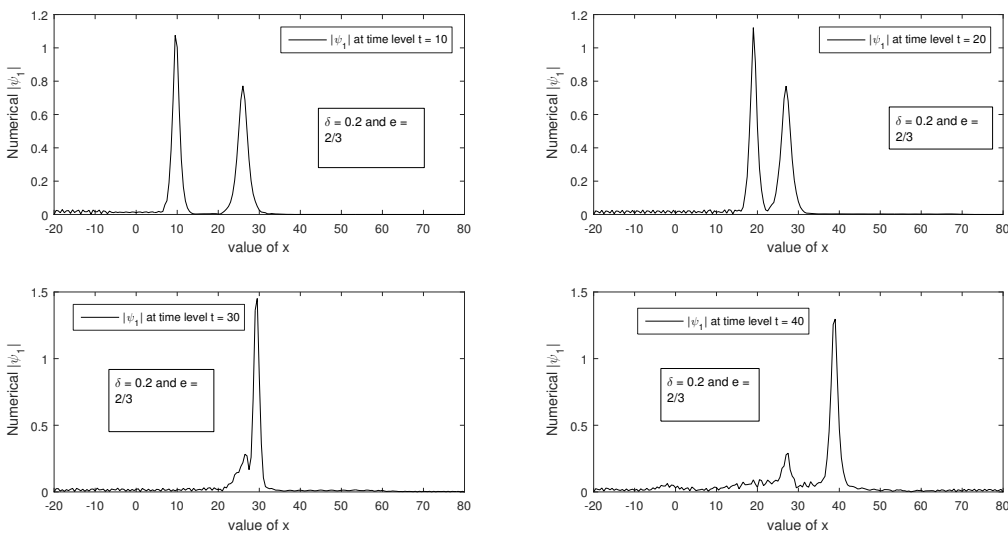 1.2
1
0.8
0.6
0.4
0.2
0
Numerical |ψ₁|
|ψ₁| at time level t = 10
δ = 0.2 and e =
2/3
-20 -10 0 10 20 30 40 50 60 70 80
value of x
1.2
1
0.8
0.6
0.4
0.2
0
Numerical |ψ₁|
|ψ₁| at time level t = 20
δ = 0.2 and e =
2/3
-20 -10 0 10 20 30 40 50 60 70 80
value of x
1.5
1
0.5
0
Numerical |ψ₁|
|ψ₁| at time level t = 30
δ = 0.2 and e =
2/3
-20 -10 0 10 20 30 40 50 60 70 80
value of x
1.5
1
0.5
0
Numerical |ψ₁|
|ψ₁| at time level t = 40
δ = 0.2 and e =
2/3
-20 -10 0 10 20 30 40 50 60 70 80
value of x